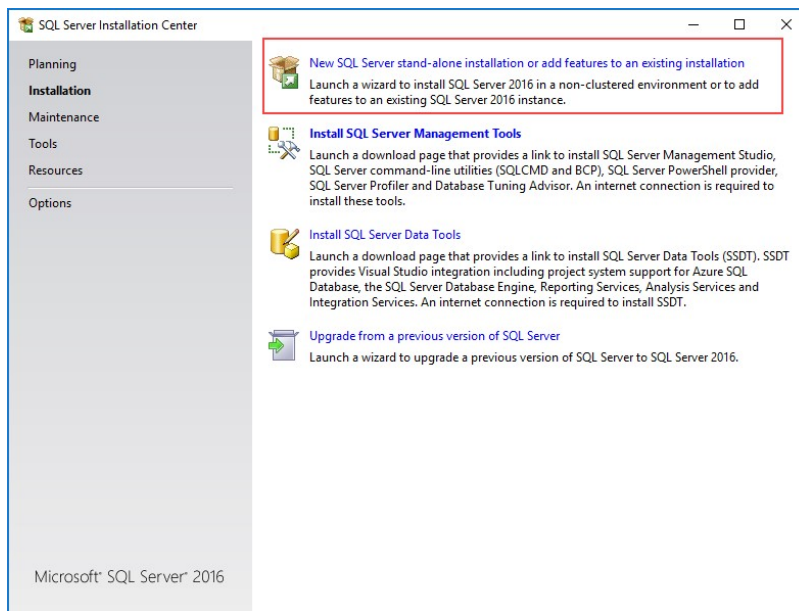 SQL Server Installation Center
Planning
Installation
Maintenance
Tools
Resources
Options
New SQL Server stand-alone installation or add features to an existing installation
Launch a wizard to install SQL Server 2016 in a non-clustered environment or to add
features to an existing SQL Server 2016 instance.
Install SQL Server Management Tools
Launch a download page that provides a link to install SQL Server Management Studio,
SQL Server command-line utilities (SQLCMD and BCP), SQL Server PowerShell provider,
SQL Server Profiler and Database Tuning Advisor. An internet connection is required to
install these tools.
Install SQL Server Data Tools
Launch a download page that provides a link to install SQL Server Data Tools (SSDT). SSDT
provides Visual Studio integration including project system support for Azure SQL
Database, the SQL Server Database Engine, Reporting Services, Analysis Services and
Integration Services. An internet connection is required to install SSDT.
Upgrade from a previous version of SQL Server
Launch a wizard to upgrade a previous version of SQL Server to SQL Server 2016.
Microsoft SQL Server 2016